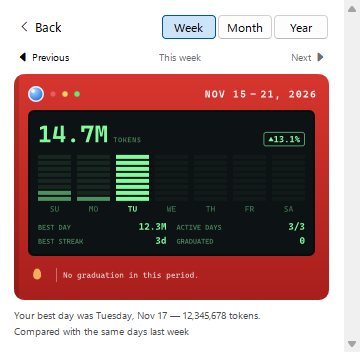 Back
Week
Month
Year
Previous
This week
Next
NOV 15–21, 2026
14.7M TOKENS
▲13.1%
SU MO TU WE TH FR SA
BEST DAY 12.3M ACTIVE DAYS 3/3
BEST STREAK 3d GRADUATED 0
No graduation in this period.
Your best day was Tuesday, Nov 17 — 12,345,678 tokens.
Compared with the same days last week